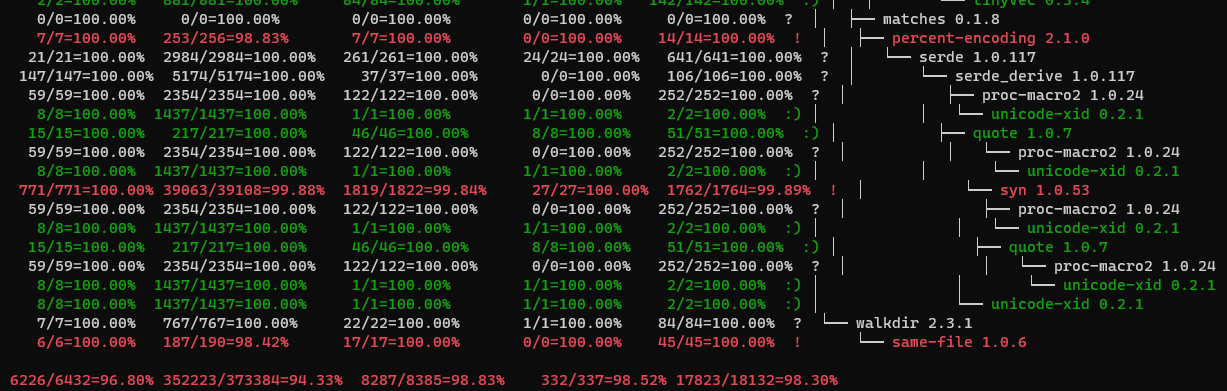 2/2=100.00% 881/881=100.00% 84/84=100.00% 1/1=100.00% 142/142=100.00% :) │ │ └── tinyvec 0.3.4
0/0=100.00% 0/0=100.00% 0/0=100.00% 0/0=100.00% 0/0=100.00% ? │ ├── matches 0.1.8
7/7=100.00% 253/256=98.83% 7/7=100.00% 0/0=100.00% 14/14=100.00% ! │ ├── percent-encoding 2.1.0
21/21=100.00% 2984/2984=100.00% 261/261=100.00% 24/24=100.00% 641/641=100.00% ? │ └── serde 1.0.117
147/147=100.00% 5174/5174=100.00% 37/37=100.00% 0/0=100.00% 106/106=100.00% ? │ └── serde_derive 1.0.117
59/59=100.00% 2354/2354=100.00% 122/122=100.00% 0/0=100.00% 252/252=100.00% ? │ ├── proc-macro2 1.0.24
8/8=100.00% 1437/1437=100.00% 1/1=100.00% 1/1=100.00% 2/2=100.00% :) │ │ └── unicode-xid 0.2.1
15/15=100.00% 217/217=100.00% 46/46=100.00% 8/8=100.00% 51/51=100.00% :) │ ├── quote 1.0.7
59/59=100.00% 2354/2354=100.00% 122/122=100.00% 0/0=100.00% 252/252=100.00% ? │ │ └── proc-macro2 1.0.24
8/8=100.00% 1437/1437=100.00% 1/1=100.00% 1/1=100.00% 2/2=100.00% :) │ │ └── unicode-xid 0.2.1
771/771=100.00% 39063/39108=99.88% 1819/1822=99.84% 27/27=100.00% 1762/1764=99.89% ! │ └── syn 1.0.53
59/59=100.00% 2354/2354=100.00% 122/122=100.00% 0/0=100.00% 252/252=100.00% ? │ ├── proc-macro2 1.0.24
8/8=100.00% 1437/1437=100.00% 1/1=100.00% 1/1=100.00% 2/2=100.00% :) │ │ └── unicode-xid 0.2.1
15/15=100.00% 217/217=100.00% 46/46=100.00% 8/8=100.00% 51/51=100.00% :) │ ├── quote 1.0.7
59/59=100.00% 2354/2354=100.00% 122/122=100.00% 0/0=100.00% 252/252=100.00% ? │ │ └── proc-macro2 1.0.24
8/8=100.00% 1437/1437=100.00% 1/1=100.00% 1/1=100.00% 2/2=100.00% :) │ │ └── unicode-xid 0.2.1
8/8=100.00% 1437/1437=100.00% 1/1=100.00% 1/1=100.00% 2/2=100.00% :) │ └── unicode-xid 0.2.1
7/7=100.00% 767/767=100.00% 22/22=100.00% 1/1=100.00% 84/84=100.00% ? └── walkdir 2.3.1
6/6=100.00% 187/190=98.42% 17/17=100.00% 0/0=100.00% 45/45=100.00% ! └── same-file 1.0.6
6226/6432=96.80% 352223/373384=94.33% 8287/8385=98.83% 332/337=98.52% 17823/18132=98.30%